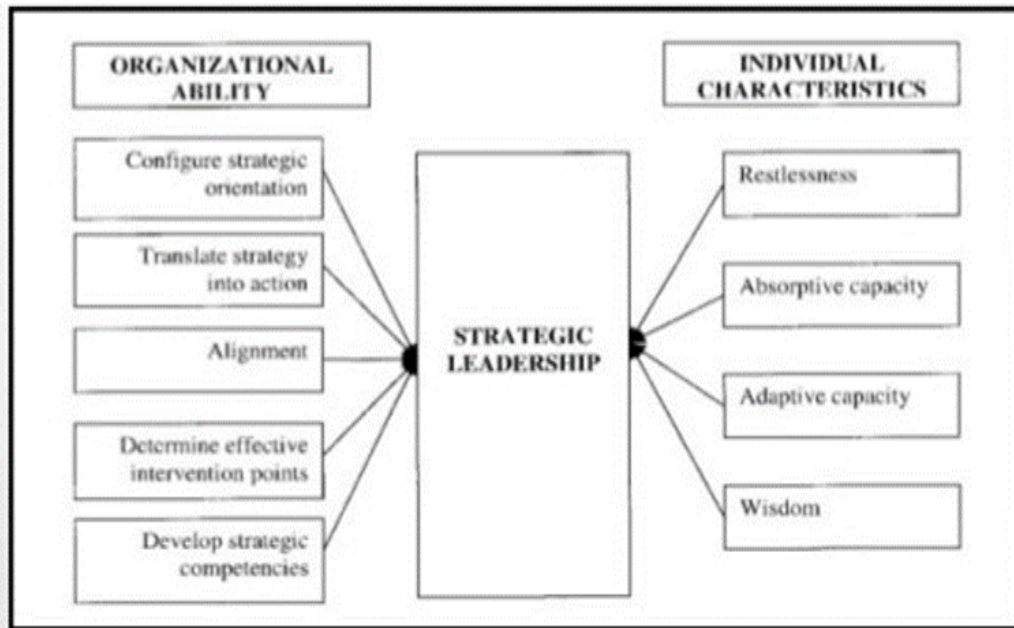 ORGANIZATIONAL
ABILITY
Configure strategic
orientation
Translate strategy
into action
Alignment
Determine effective
intervention points
Develop strategic
competencies
STRATEGIC
LEADERSHIP
INDIVIDUAL
CHARACTERISTICS
Restlessness
Absorptive capacity
Adaptive capacity
Wisdom